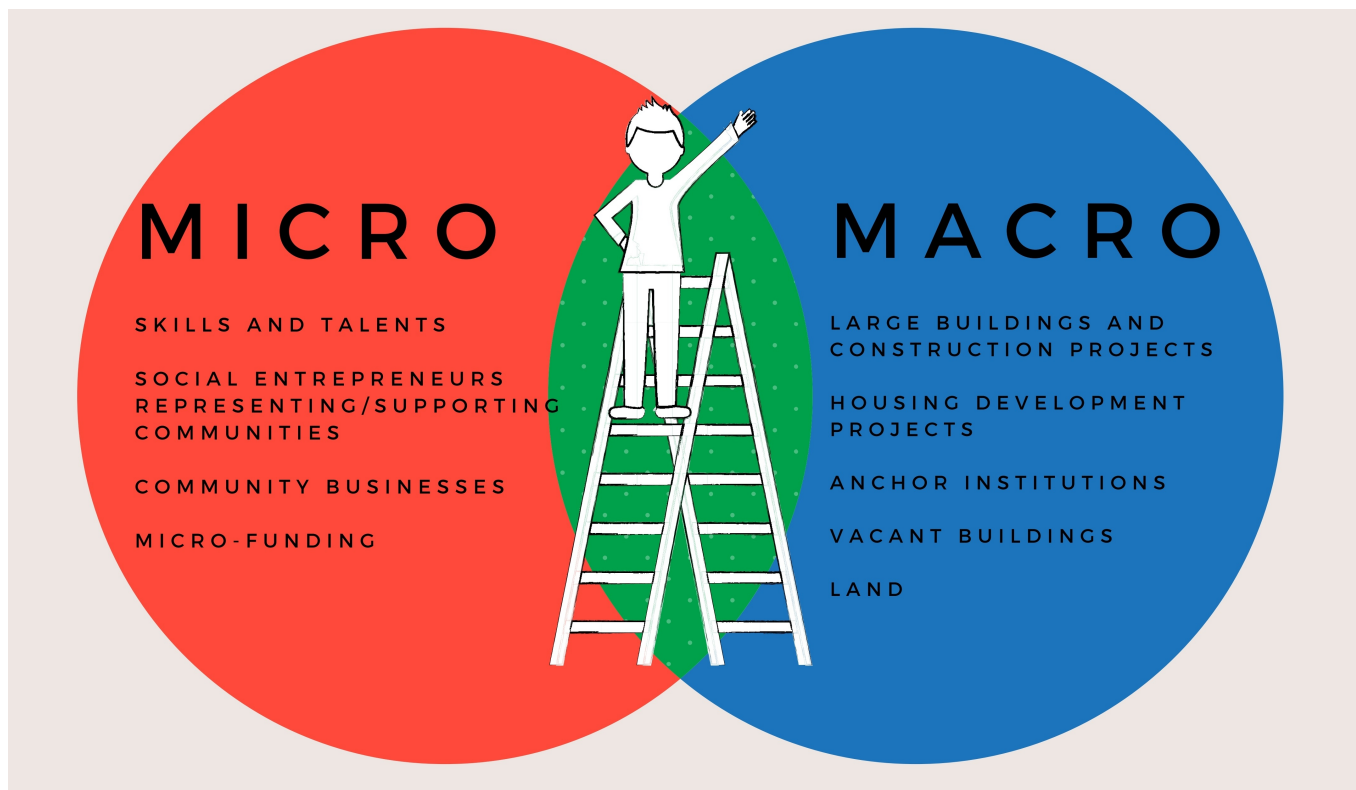 MICRO
SKILLS AND TALENTS
SOCIAL ENTREPRENEURS
REPRESENTING/SUPPORTING
COMMUNITIES
COMMUNITY BUSINESSES
MICRO-FUNDING
MACRO
LARGE BUILDINGS AND
CONSTRUCTION PROJECTS
HOUSING DEVELOPMENT
PROJECTS
ANCHOR INSTITUTIONS
VACANT BUILDINGS
LAND